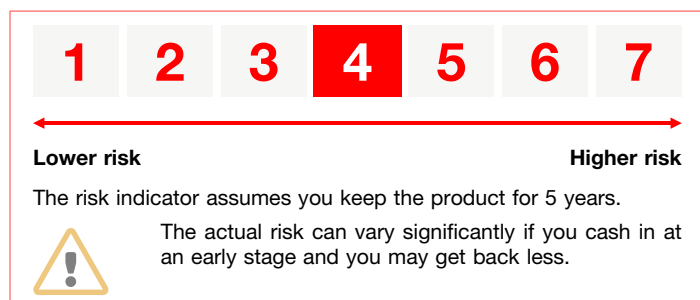 1 2 3 4 5 6 7
Lower risk Higher risk
The risk indicator assumes you keep the product for 5 years.
The actual risk can vary significantly if you cash in at
an early stage and you may get back less.